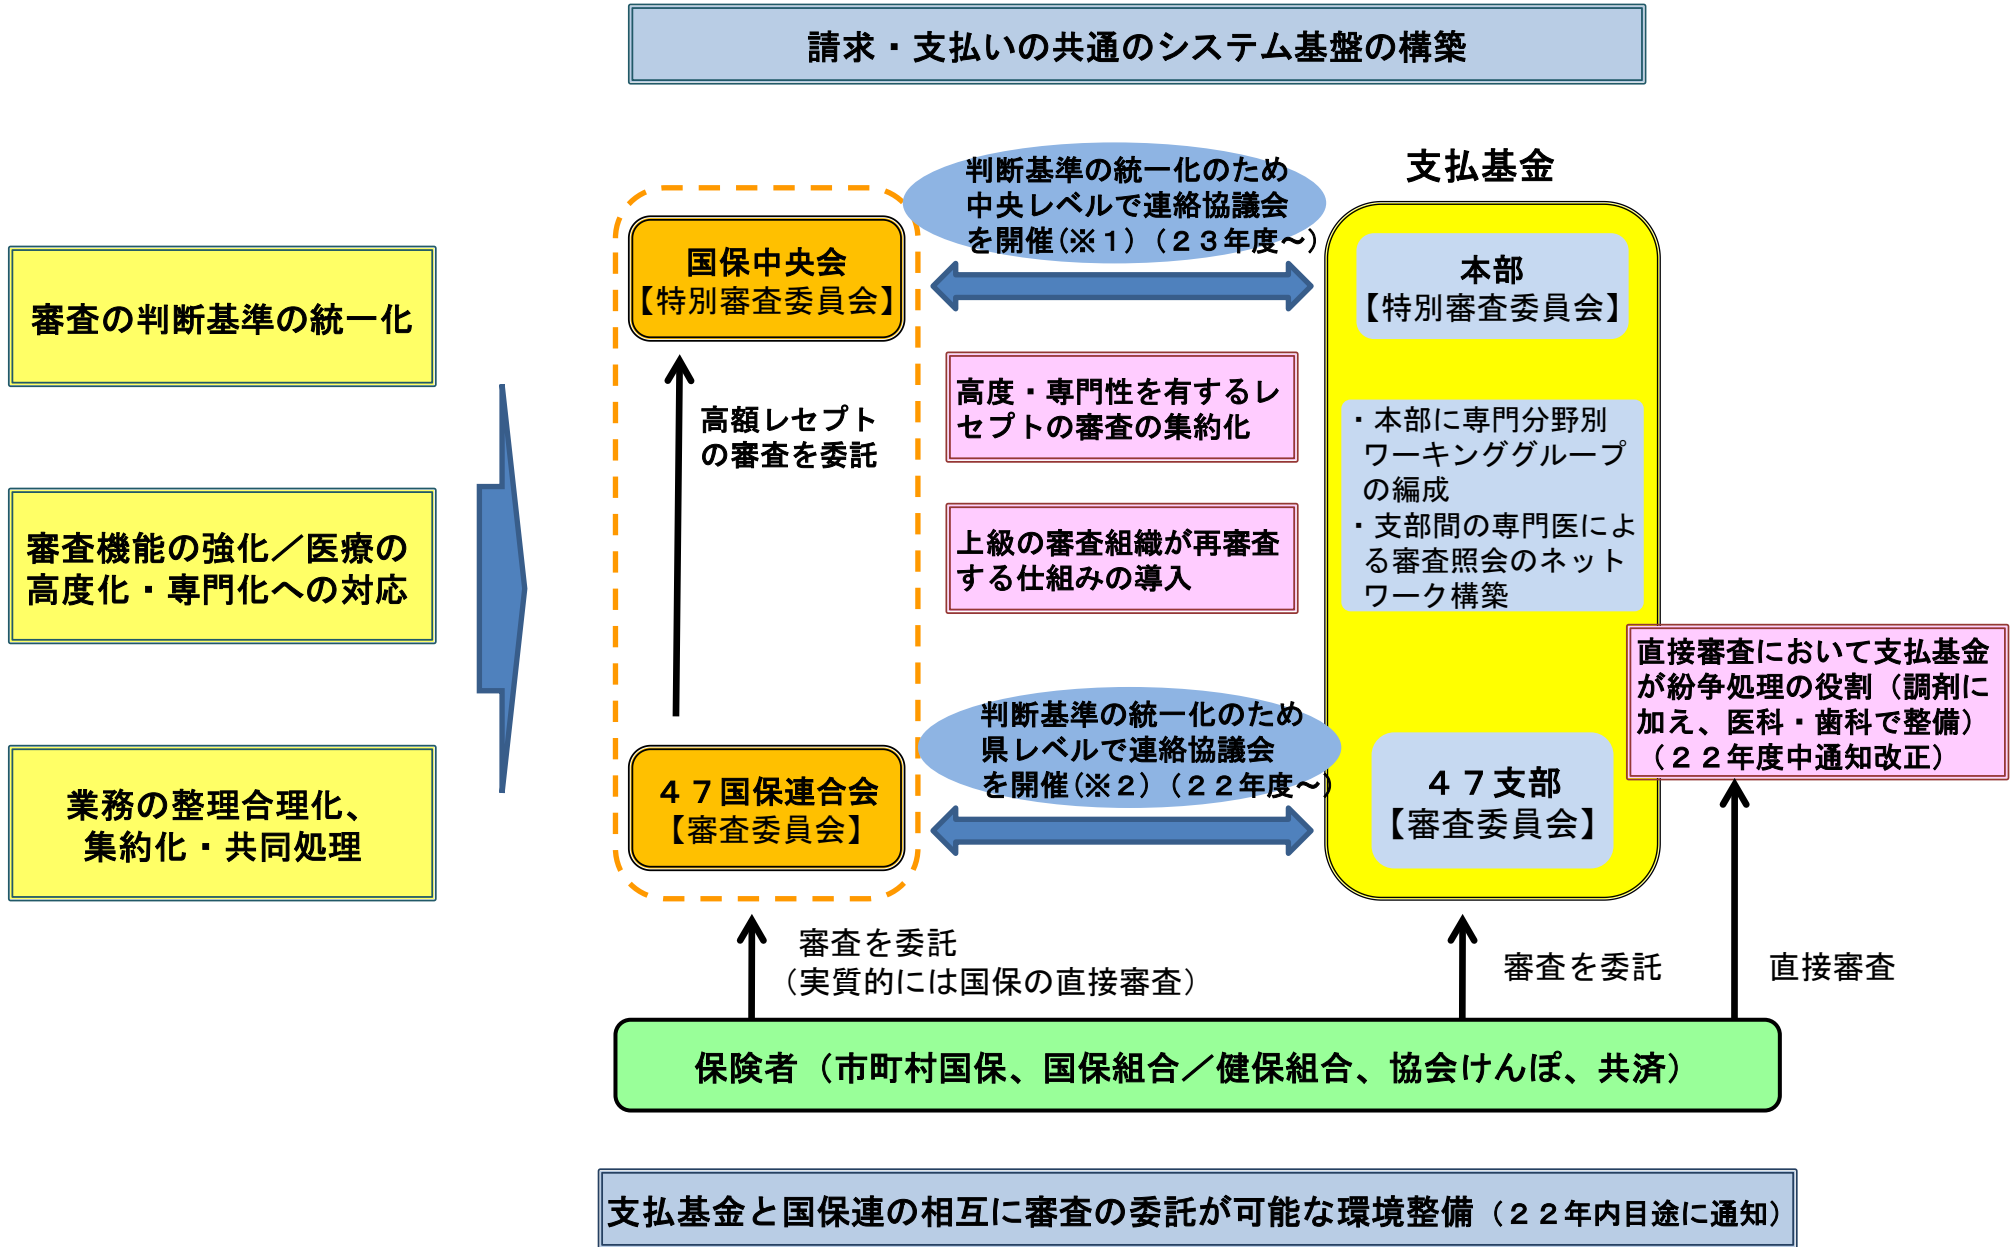 請求・支払いの共通のシステム基盤の構築
審査の判断基準の統一化
審査機能の強化／医療の
高度化・専門化への対応
業務の整理合理化、
集約化・共同処理
国保中央会
【特別審査委員会】
高額レセプト
の審査を委託
４７国保連合会
【審査委員会】
判断基準の統一化のため
中央レベルで連絡協議会
を開催（※１）（２３年度～）
高度・専門性を有するレ
セプトの審査の集約化
上級の審査組織が再審査
する仕組みの導入
判断基準の統一化のため
県レベルで連絡協議会
を開催（※２）（２２年度～）
支払基金
本部
【特別審査委員会】
・本部に専門分野別
ワーキンググループ
の編成
・支部間の専門医によ
る審査照会のネット
ワーク構築
４７支部
【審査委員会】
直接審査において支払基金
が紛争処理の役割（調剤に
加え、医科・歯科で整備）
（２２年度中通知改正）
審査を委託
（実質的には国保の直接審査）
審査を委託
直接審査
保険者（市町村国保、国保組合／健保組合、協会けんぽ、共済）
支払基金と国保連の相互に審査の委託が可能な環境整備（２２年内目途に通知）